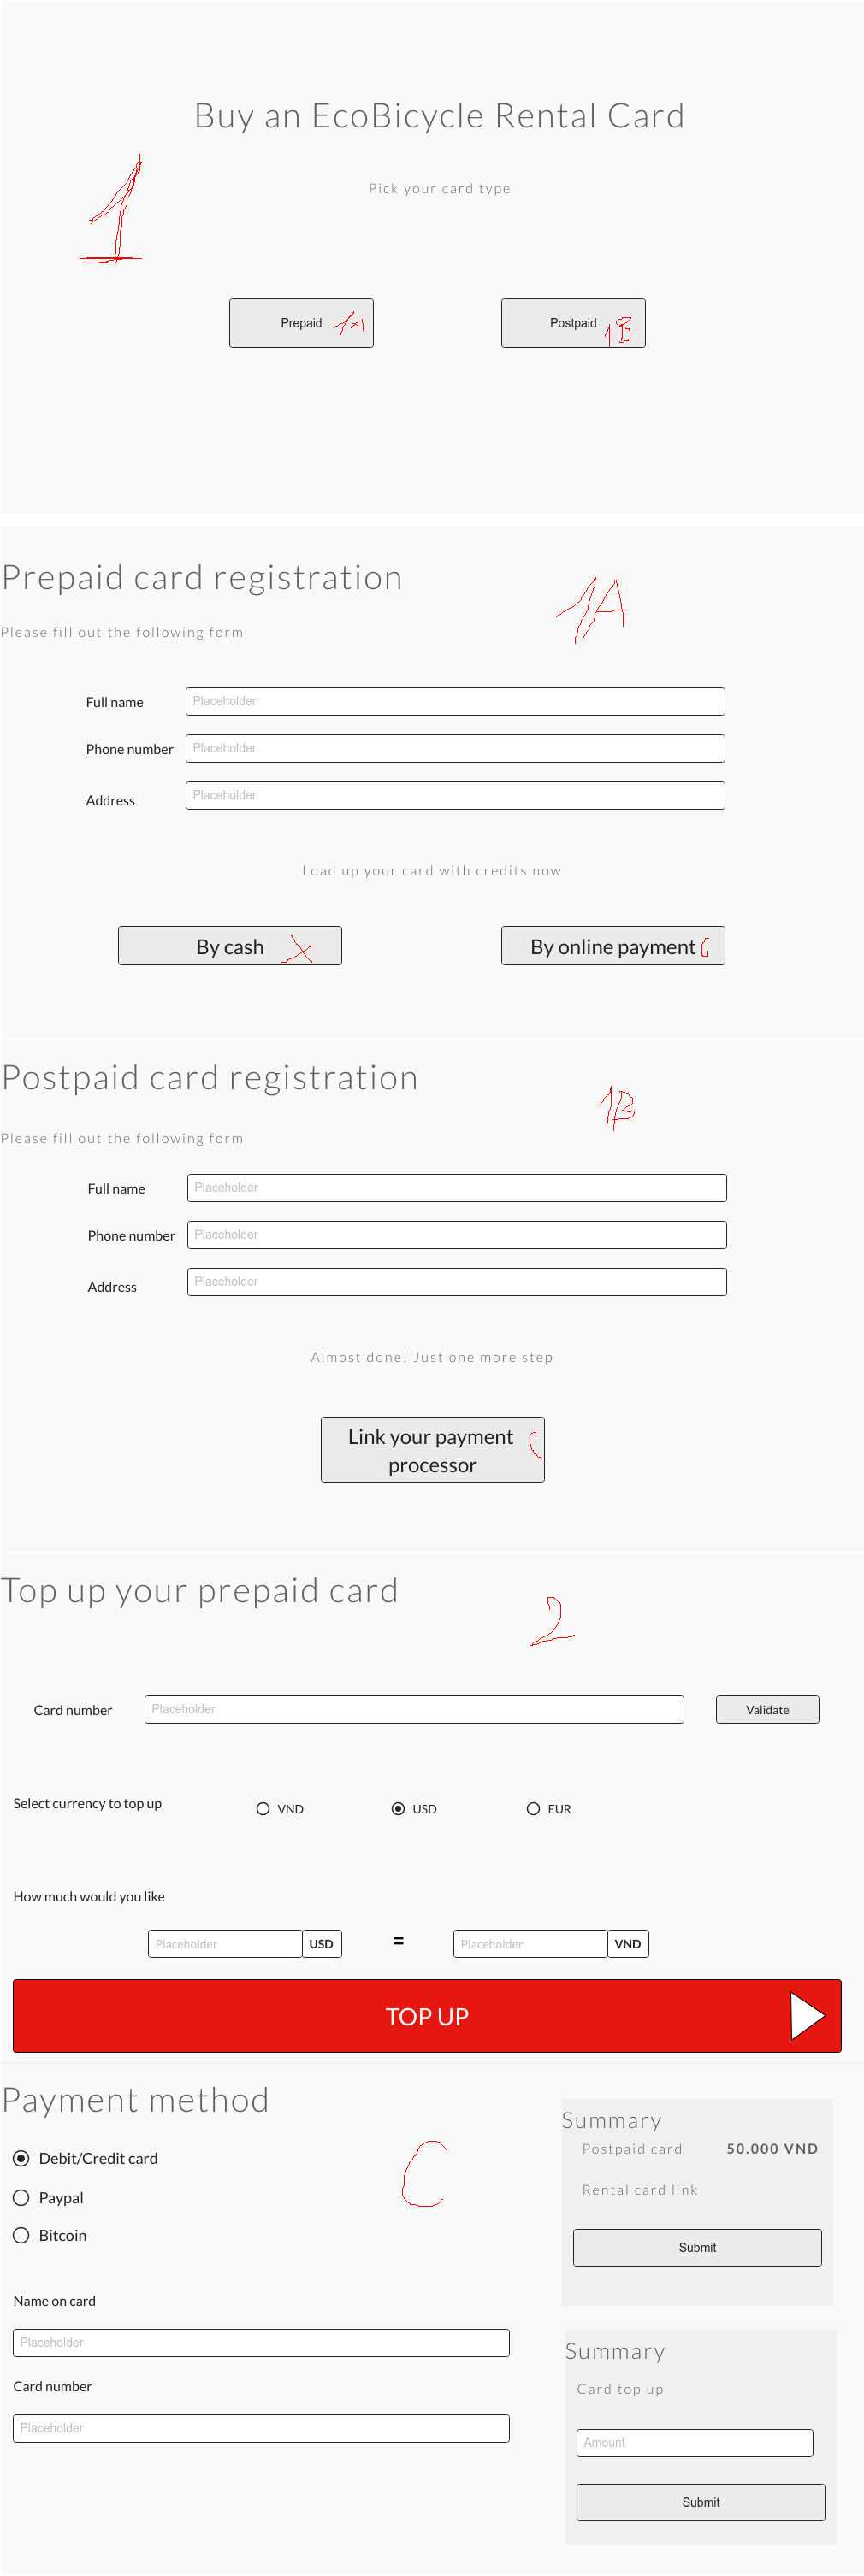 Buy an EcoBicycle Rental Card
1
Pick your card type
Prepaid 1A
Postpaid 1B
Prepaid card registration
1A
Please fill out the following form
Full name Placeholder
Phone number Placeholder
Address Placeholder
Load up your card with credits now
By cash X
By online payment C
Postpaid card registration
1B
Please fill out the following form
Full name Placeholder
Phone number Placeholder
Address Placeholder
Almost done! Just one more step
Link your payment
processor C
Top up your prepaid card
2
Card number Placeholder Validate
Select currency to top up VND USD EUR
How much would you like
Placeholder USD = Placeholder VND
TOP UP
Payment method
C
Debit/Credit card
Paypal
Bitcoin
Name on card
Placeholder
Card number
Placeholder
Summary
Postpaid card 50.000 VND
Rental card link
Submit
Summary
Card top up
Amount
Submit